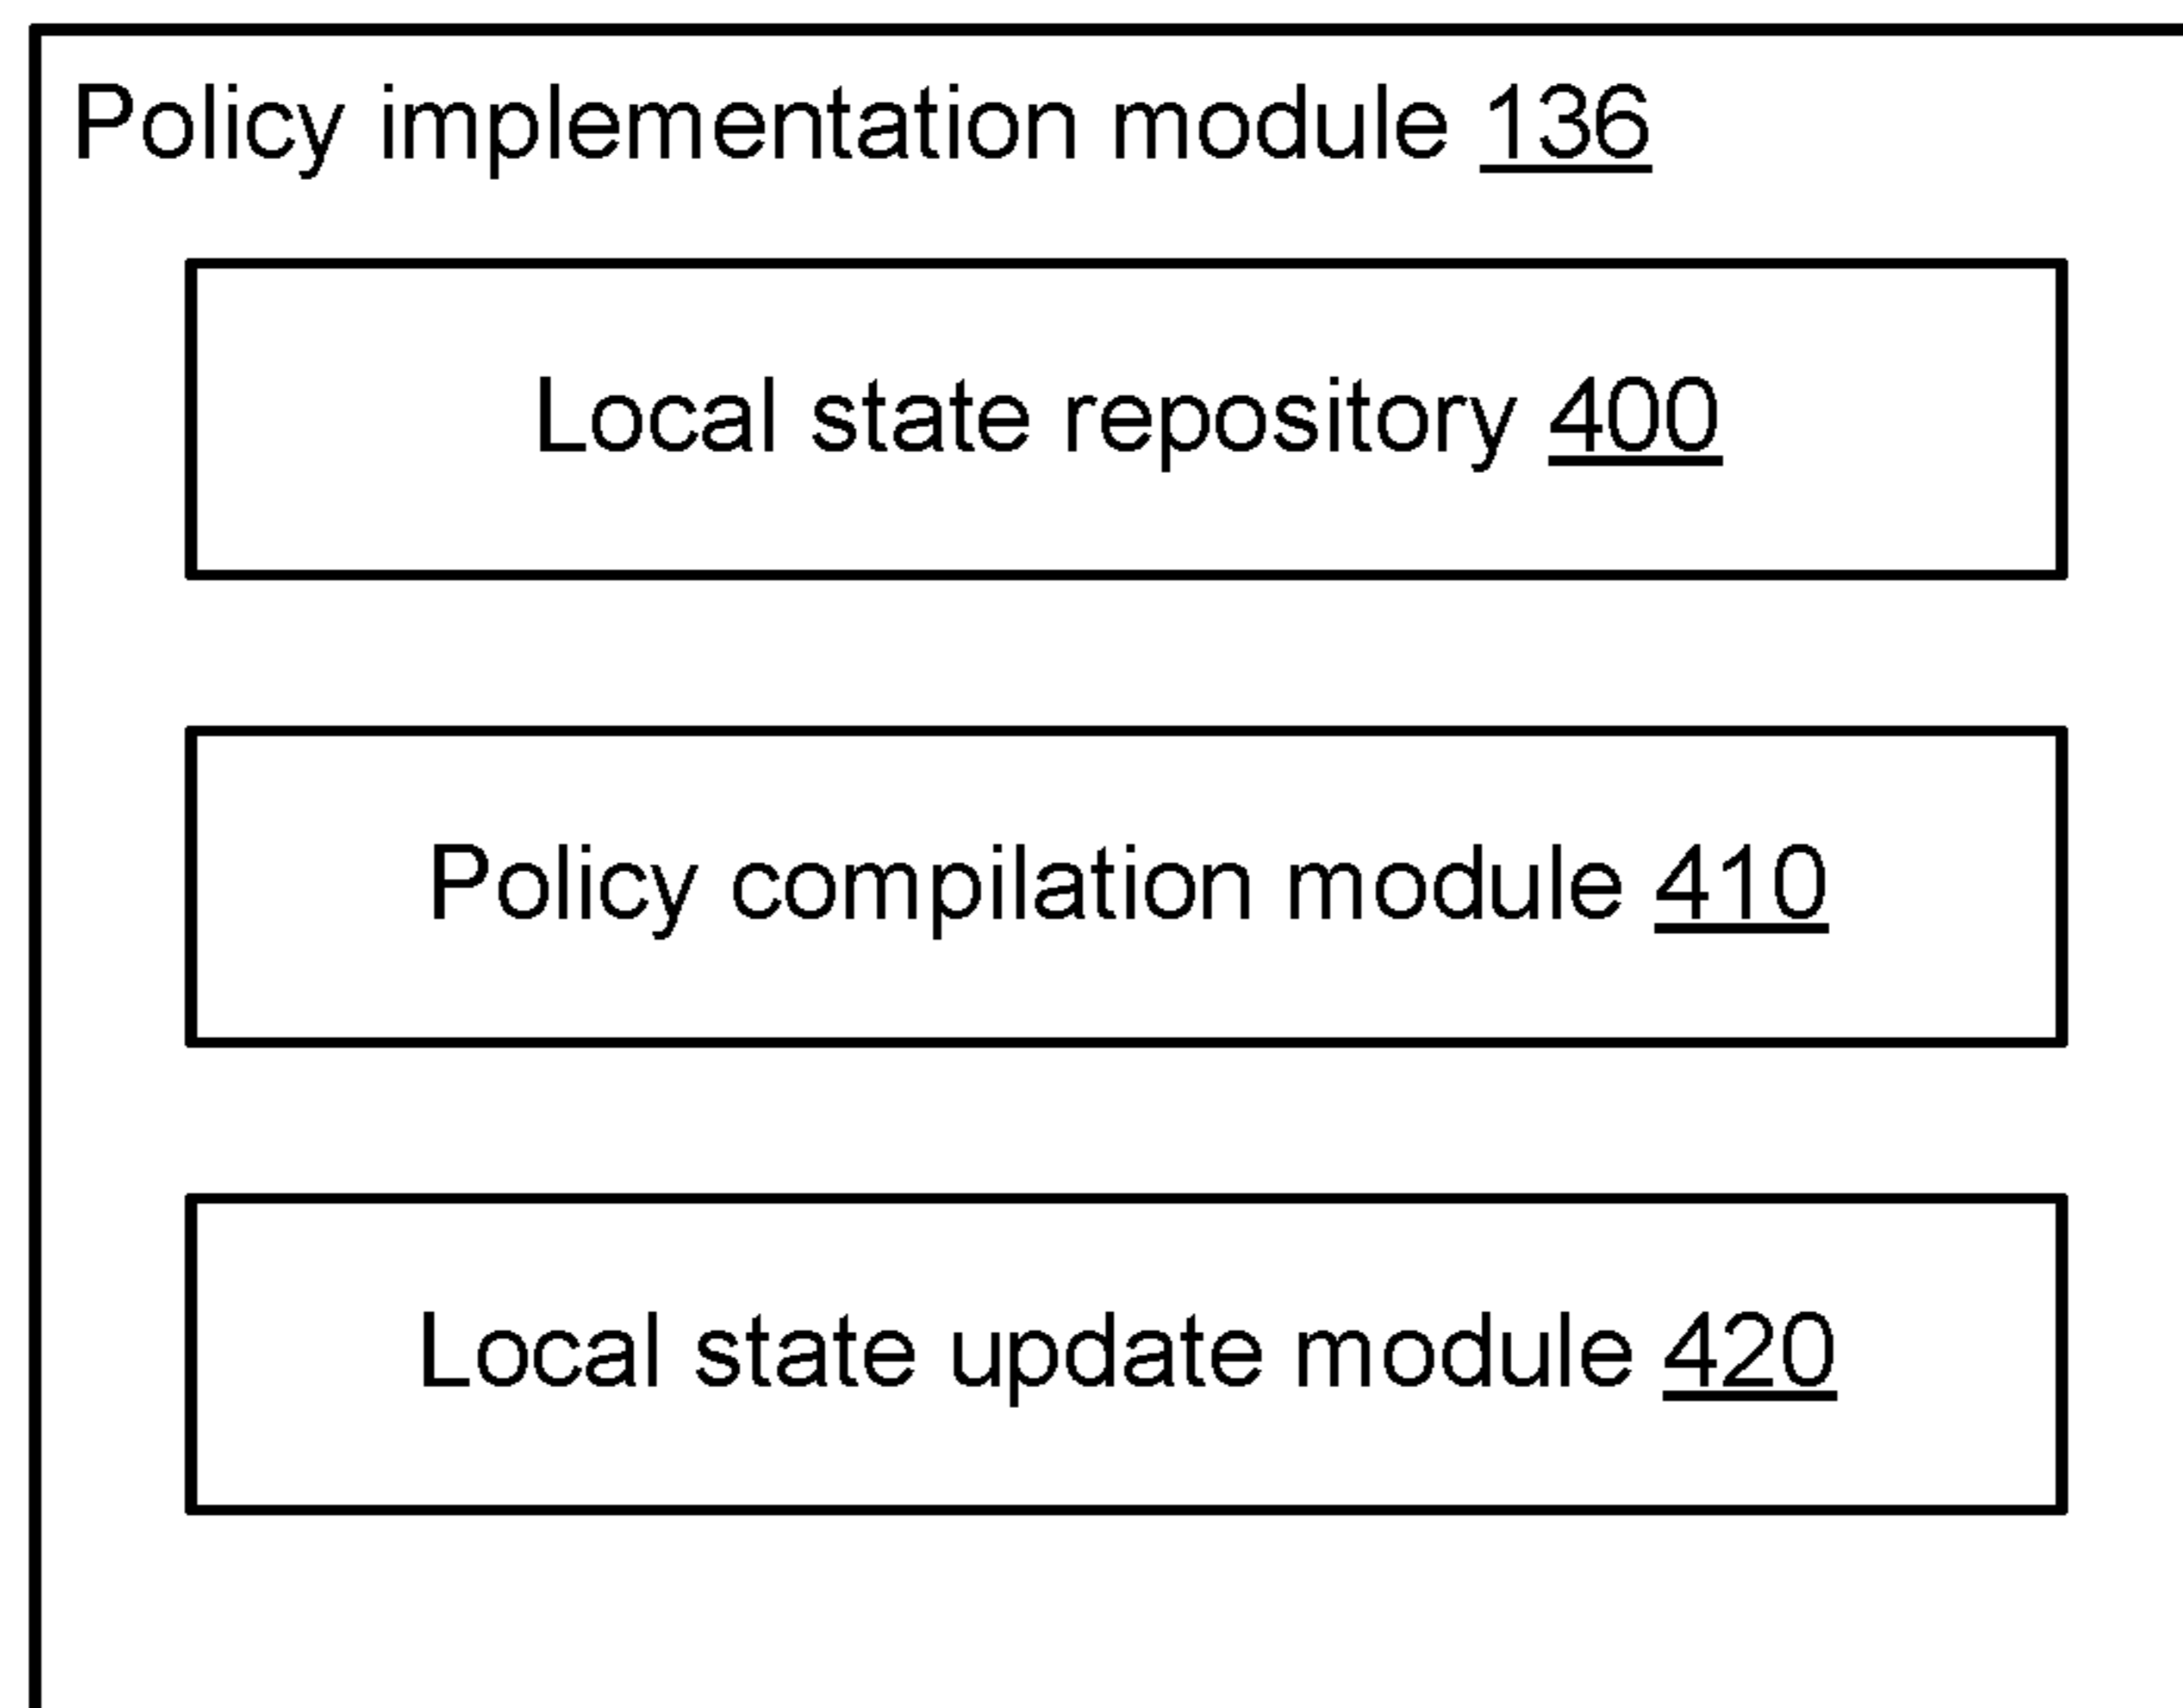 Policy implementation module 136
Local state repository 400
Policy compilation module 410
Local state update module 420